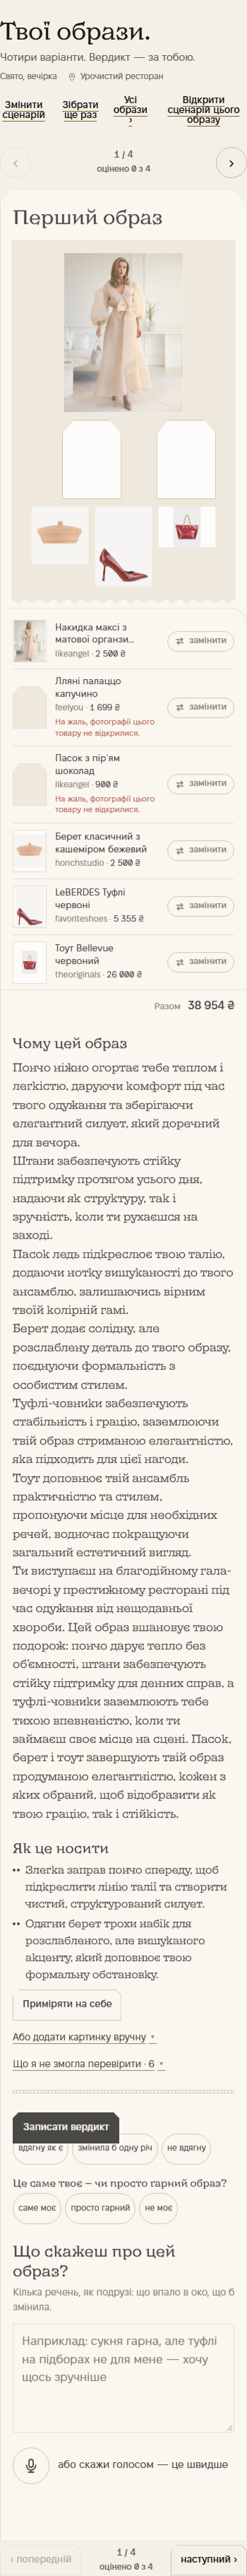 Твої образи.
Чотири варіанти. Вердикт — за тобою.
Свято, вечірка Урочистий ресторан
Змінити сценарій
Зібрати ще раз
Усі образи ›
Відкрити сценарій цього образу
‹
1 / 4
оцінено 0 з 4
›
Перший образ
Накидка максі з матової органзи...
likeangel · 2 500 ₴
замінити
Лляні палаццо капучино
feelyou · 1 699 ₴
На жаль, фотографії цього товару не відкрилися.
замінити
Пасок з пір'ям шоколад
likeangel · 900 ₴
На жаль, фотографії цього товару не відкрилися.
замінити
Берет класичний з кашеміром бежевий
honchstudio · 2 500 ₴
замінити
LeBERDES Туфлі червоні
favoriteshoes · 5 355 ₴
замінити
Тоут Bellevue червоний
theoriginals · 26 000 ₴
замінити
Разом 38 954 ₴
Чому цей образ
Пончо ніжно огортає тебе теплом і
легкістю, даруючи комфорт під час
твого одужання та зберігаючи
елегантний силует, який доречний
для вечора.
Штани забезпечують стійку
підтримку протягом усього дня,
надаючи як структуру, так і
зручність, коли ти рухаєшся на
заході.
Пасок ледь підкреслює твою талію,
додаючи нотку вишуканості до твого
ансамблю, залишаючись вірним
твоїй колірній гамі.
Берет додає солідну, але
розслаблену деталь до твого образу,
поєднуючи формальність з
особистим стилем.
Туфлі-човники забезпечують
стабільність і грацію, заземлюючи
твій образ стриманою елегантністю,
яка підходить для цієї нагоди.
Тоут доповнює твій ансамбль
практичністю та стилем,
пропонуючи місце для необхідних
речей, водночас покращуючи
загальний естетичний вигляд.
Ти виступаєш на благодійному гала-
вечорі у престижному ресторані під
час одужання від нещодавньої
хвороби. Цей образ вшановує твою
подорож: пончо дарує тепло без
об'ємності, штани забезпечують
стійку підтримку для денних справ, а
туфлі-човники заземлюють тебе
тихою впевненістю, коли ти
займаєш своє місце на сцені. Пасок,
берет і тоут завершують твій образ
продуманою елегантністю, кожен з
яких обраний, щоб відобразити як
твою грацію, так і стійкість.
Як це носити
•• Злегка заправ пончо спереду, щоб
підкреслити лінію талії та створити
чистий, структурований силует.
•• Одягни берет трохи набік для
розслабленого, але вишуканого
акценту, який доповнює твою
формальну обстановку.
Приміряти на себе
Або додати картинку вручну
Що я не змогла перевірити · 6
Записати вердикт
вдягну як є
змінила б одну річ
не вдягну
Це саме твоє — чи просто гарний образ?
саме моє
просто гарний
не моє
Що скажеш про цей
образ?
Кілька речень, як подрузі: що впало в око, що б
змінила.
Наприклад: сукня гарна, але туфлі
на підборах не для мене — хочу
щось зручніше
або скажи голосом — це швидше
‹ попередній
1 / 4
оцінено 0 з 4
наступний ›